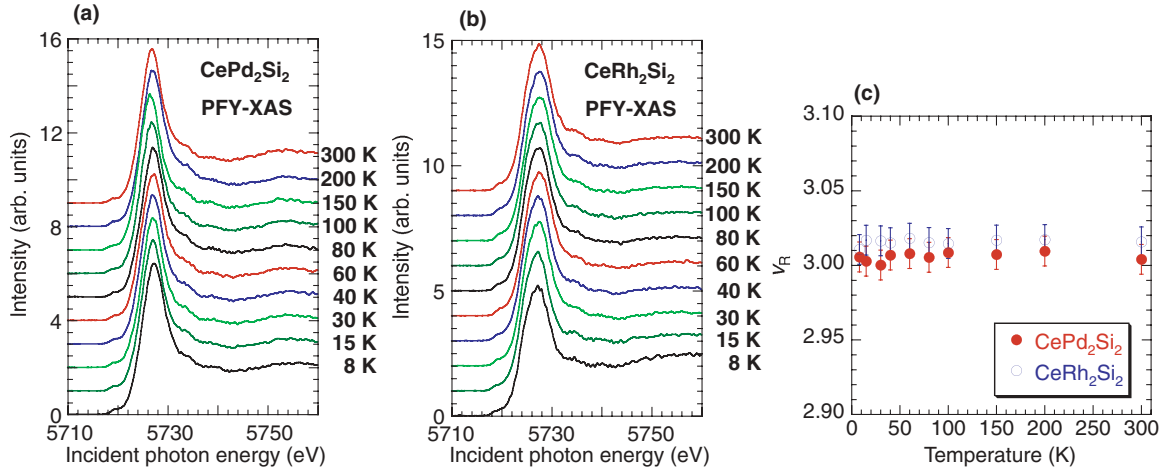 (a)
CePd₂Si₂
PFY-XAS
16
12
8
4
0
Intensity (arb. units)
300 K
200 K
150 K
100 K
80 K
60 K
40 K
30 K
15 K
8 K
5710
5730
5750
Incident photon energy (eV)
(b)
CeRh₂Si₂
PFY-XAS
15
10
5
0
Intensity (arb. units)
300 K
200 K
150 K
100 K
80 K
60 K
40 K
30 K
15 K
8 K
5710
5730
5750
Incident photon energy (eV)
(c)
3.10
3.05
3.00
2.95
2.90
v_R
CePd₂Si₂
CeRh₂Si₂
0 50 100 150 200 250 300
Temperature (K)